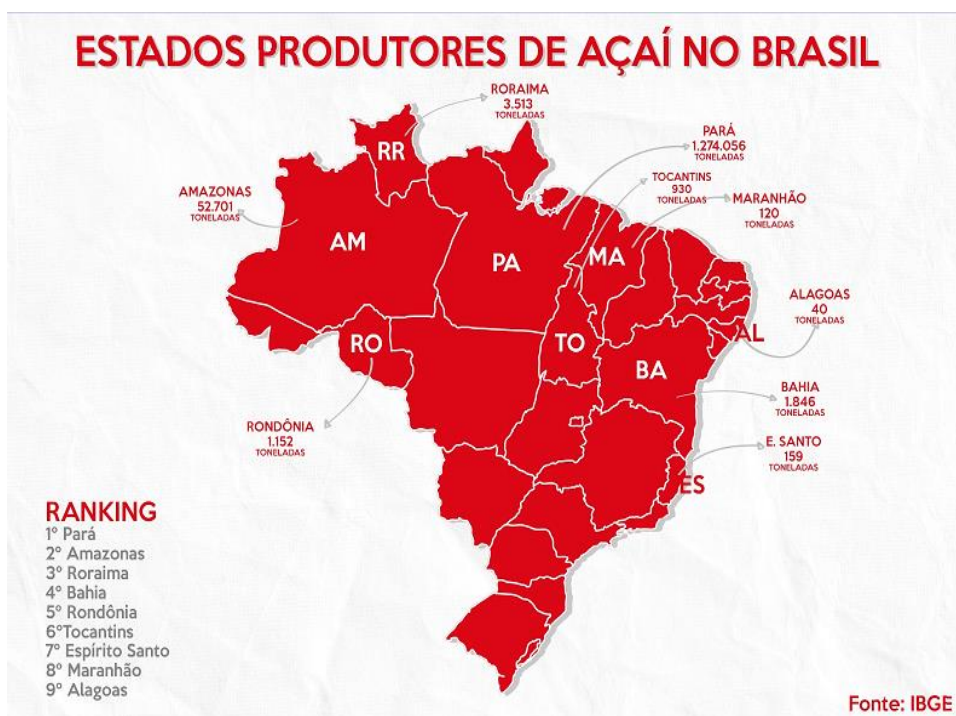 ESTADOS PRODUTORES DE AÇAÍ NO BRASIL
RORAIMA
3.513
TONELADAS
PARÁ
1.274.056
TONELADAS
TOCANTINS
930
TONELADAS
MARANHÃO
120
TONELADAS
AMAZONAS
52.701
TONELADAS
RR
AM
PA
MA
ALAGOAS
40
TONELADAS
AL
RO
TO
BA
BAHIA
1.846
TONELADAS
RONDÔNIA
1.152
TONELADAS
E. SANTO
159
TONELADAS
ES
RANKING
1º Pará
2º Amazonas
3º Roraima
4º Bahia
5º Rondônia
6ºTocantins
7º Espírito Santo
8º Maranhão
9º Alagoas
Fonte: IBGE